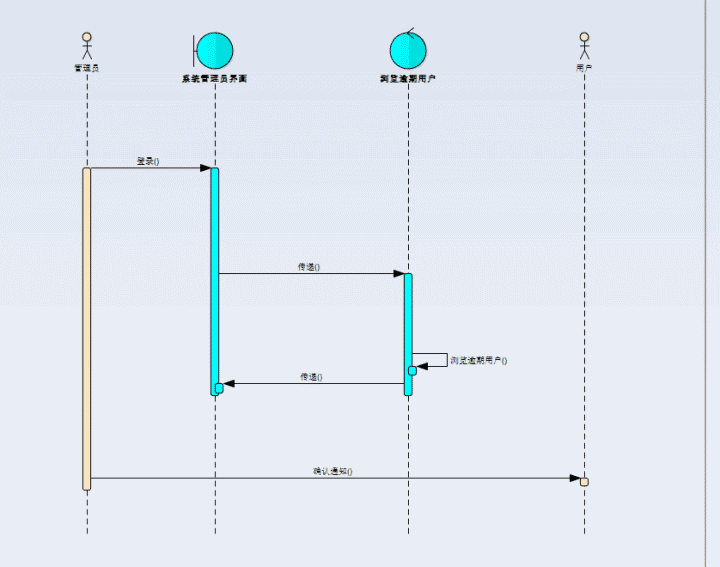 管理员
系统管理员界面
浏览逾期用户
用户
登录()
传递()
浏览逾期用户()
传递()
确认通知()